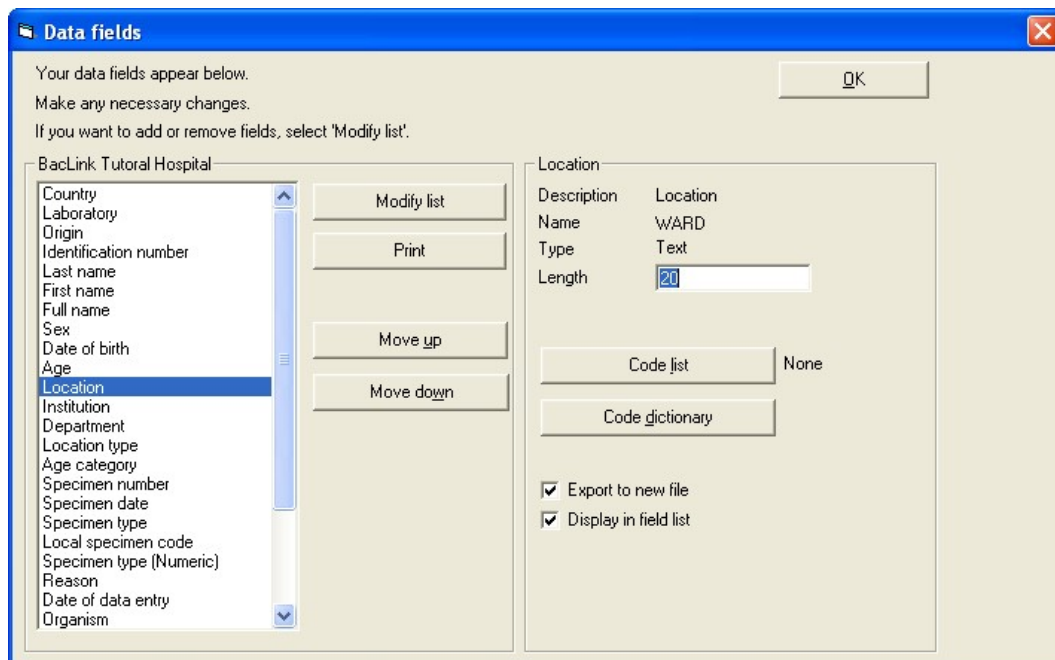 Data fields
Your data fields appear below.
OK
Make any necessary changes.
If you want to add or remove fields, select 'Modify list'.
BacLink Tutoral Hospital
Country
Laboratory
Origin
Identification number
Last name
First name
Full name
Sex
Date of birth
Age
Location
Institution
Department
Location type
Age category
Specimen number
Specimen date
Specimen type
Local specimen code
Specimen type (Numeric)
Reason
Date of data entry
Organism
Modify list
Print
Move up
Move down
Location
Description Location
Name WARD
Type Text
Length 20
Code list None
Code dictionary
Export to new file
Display in field list